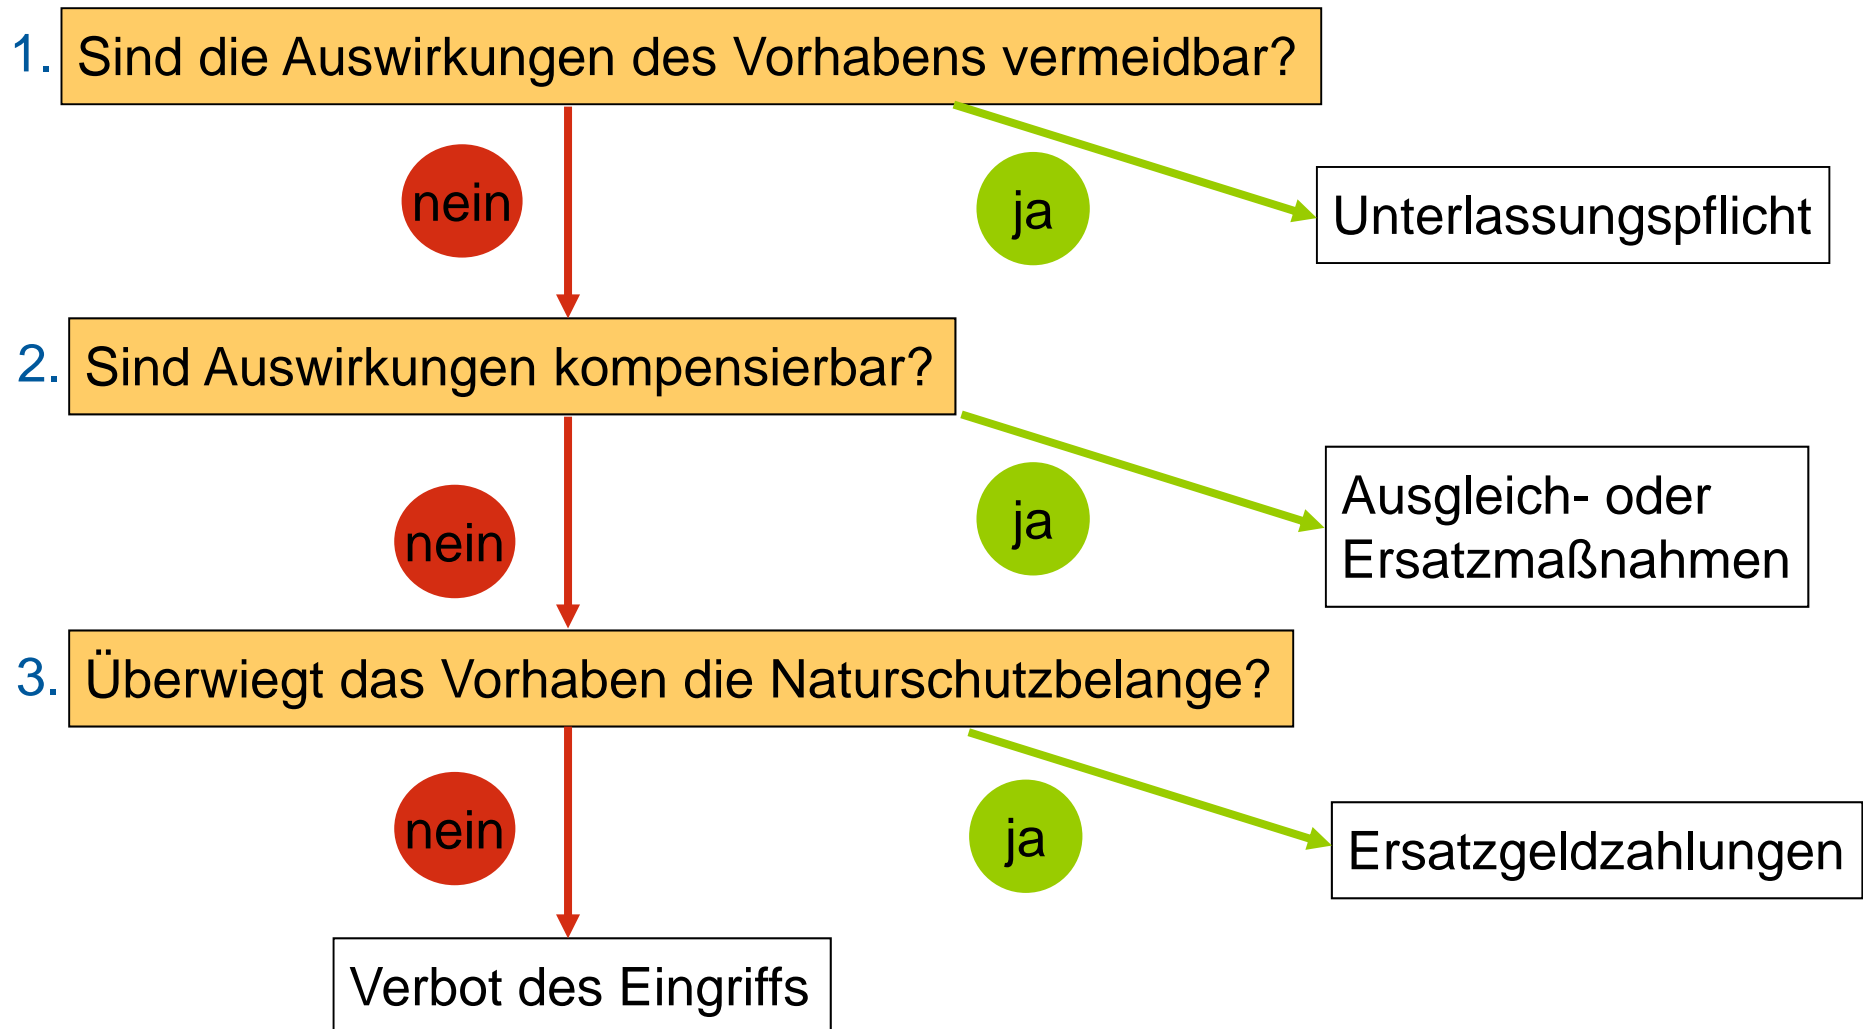 1. Sind die Auswirkungen des Vorhabens vermeidbar?
nein
ja
Unterlassungspflicht
2. Sind Auswirkungen kompensierbar?
nein
ja
Ausgleich- oder
Ersatzmaßnahmen
3. Überwiegt das Vorhaben die Naturschutzbelange?
nein
ja
Ersatzgeldzahlungen
Verbot des Eingriffs